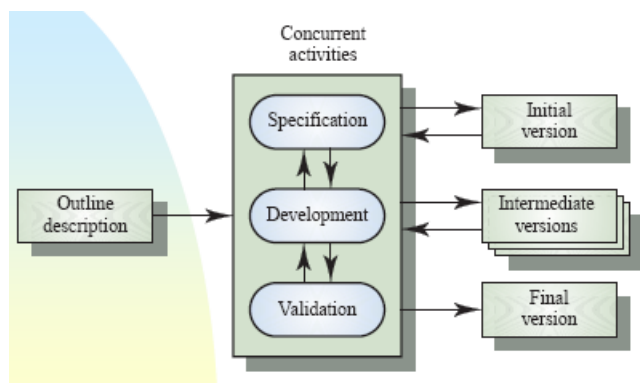 Concurrent
activities
Specification
Initial
version
Outline
description
Development
Intermediate
versions
Validation
Final
version